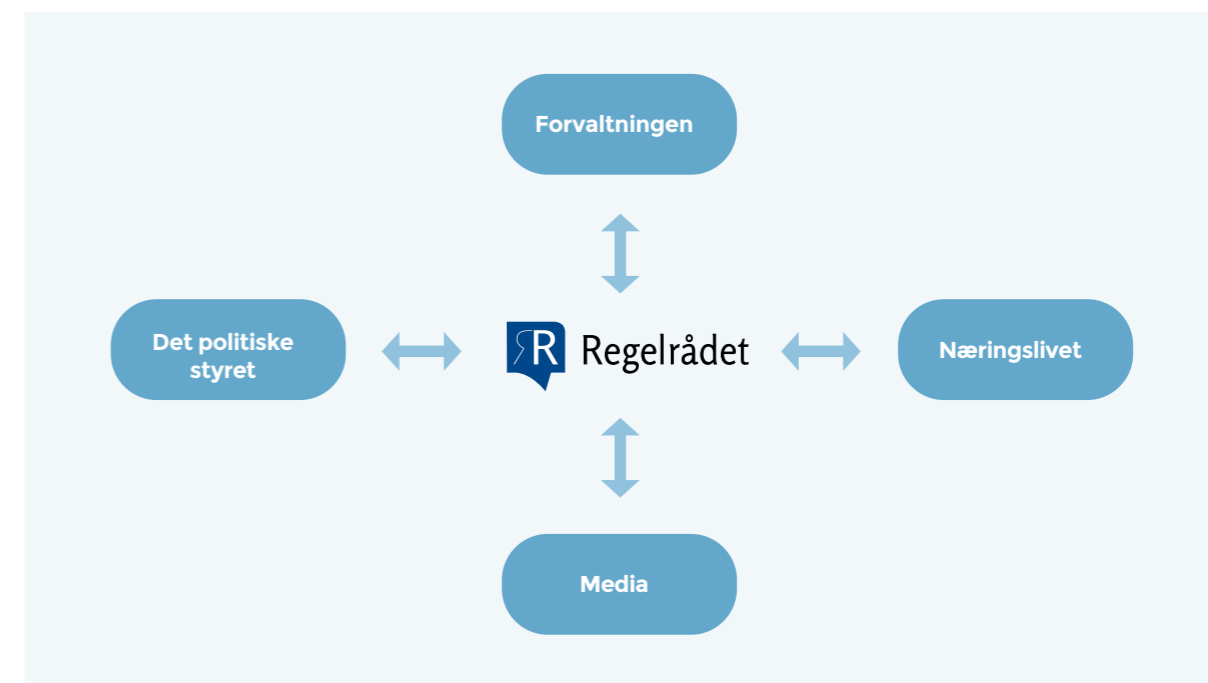 Forvaltningen
Det politiske
styret
R Regelrådet
Næringslivet
Media